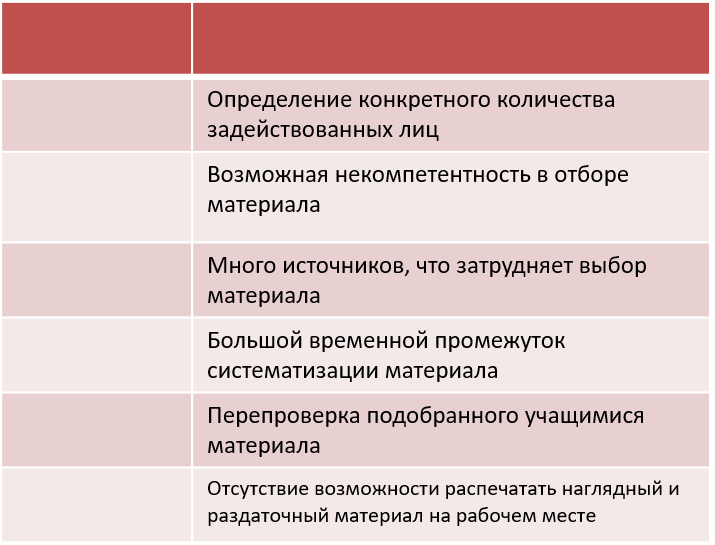 Определение конкретного количества
задействованных лиц
Возможная некомпетентность в отборе
материала
Много источников, что затрудняет выбор
материала
Большой временной промежуток
систематизации материала
Перепроверка подобранного учащимися
материала
Отсутствие возможности распечатать наглядный и
раздаточный материал на рабочем месте